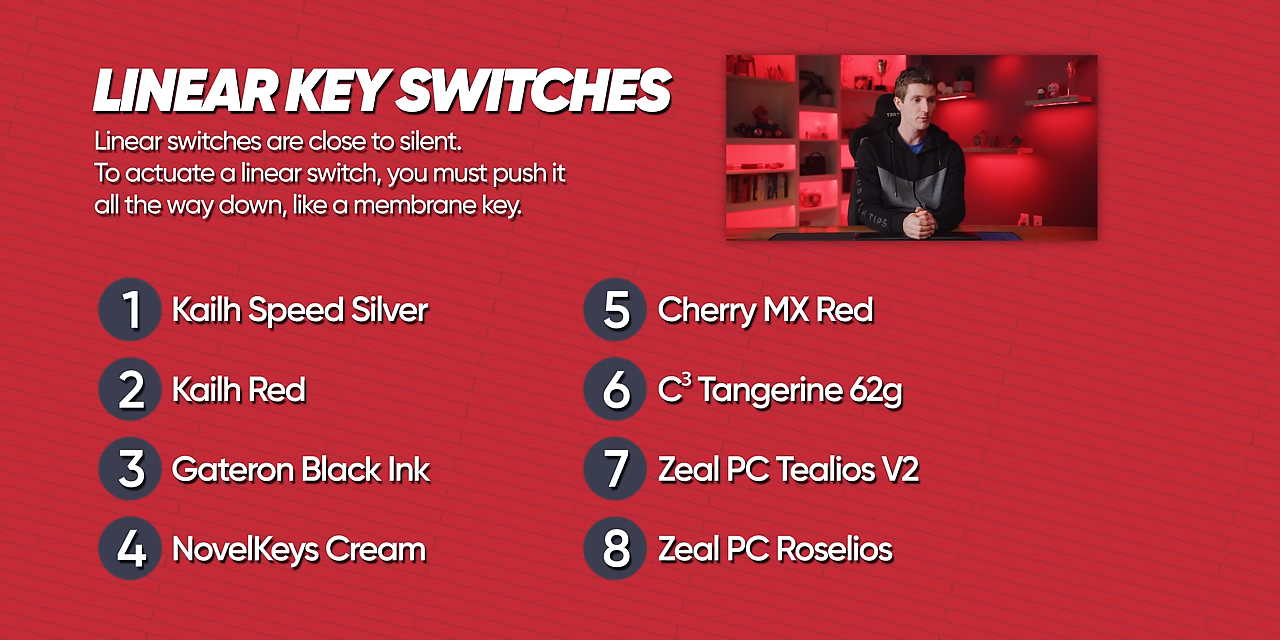 LINEAR KEY SWITCHES
Linear switches are close to silent.
To actuate a linear switch, you must push it
all the way down, like a membrane key.
1 Kailh Speed Silver
2 Kailh Red
3 Gateron Black Ink
4 NovelKeys Cream
5 Cherry MX Red
6 C³ Tangerine 62g
7 Zeal PC Tealios V2
8 Zeal PC Roselios
TIPS